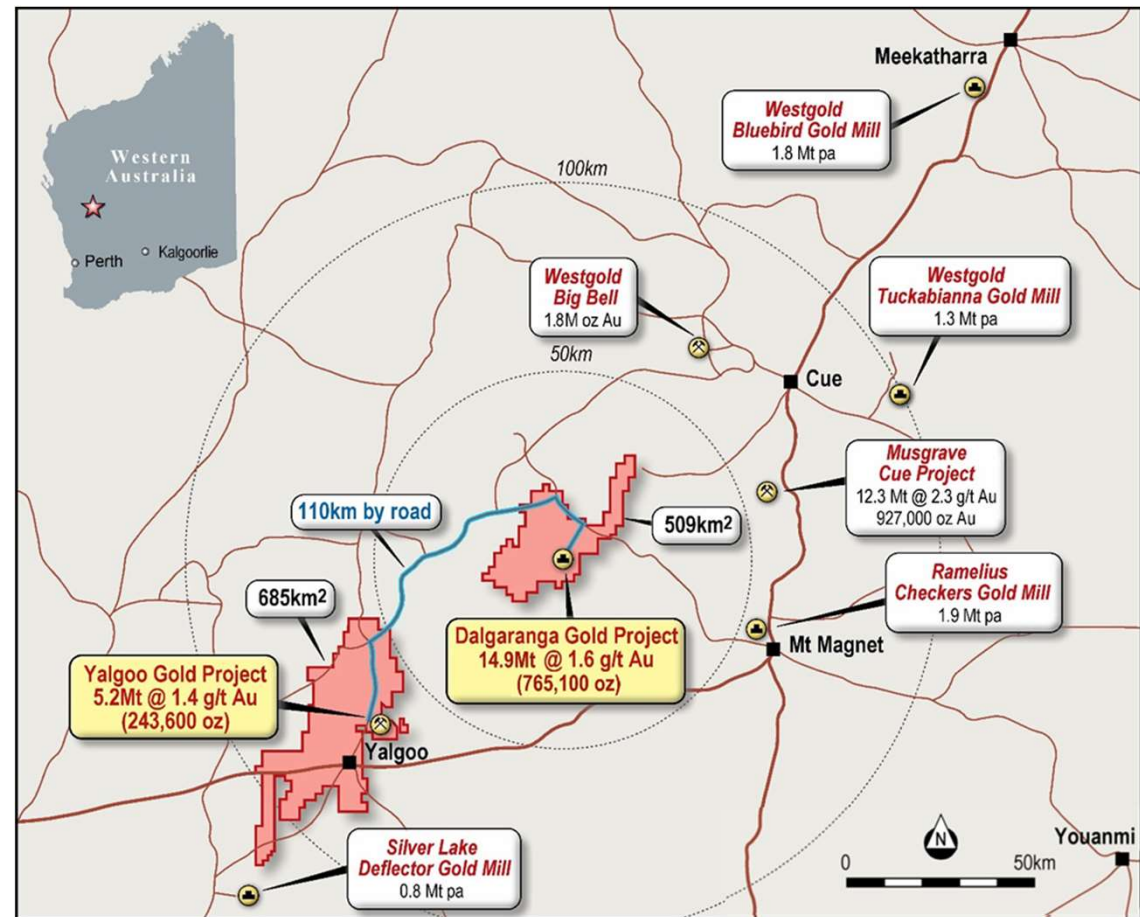 Meekatharra
Westgold
Bluebird Gold Mill
1.8 Mt pa
Western
Australia
Perth
Kalgoorlie
100km
Westgold
Big Bell
1.8M oz Au
Westgold
Tuckabianna Gold Mill
1.3 Mt pa
50km
Cue
Musgrave
Cue Project
12.3 Mt @ 2.3 g/t Au
927,000 oz Au
110km by road
509km2
685km2
Ramelius
Checkers Gold Mill
1.9 Mt pa
Dalgaranga Gold Project
14.9Mt @ 1.6 g/t Au
(765,100 oz)
Mt Magnet
Yalgoo Gold Project
5.2Mt @ 1.4 g/t Au
(243,600 oz)
Yalgoo
Silver Lake
Deflector Gold Mill
0.8 Mt pa
N
0
50km
Youanmi